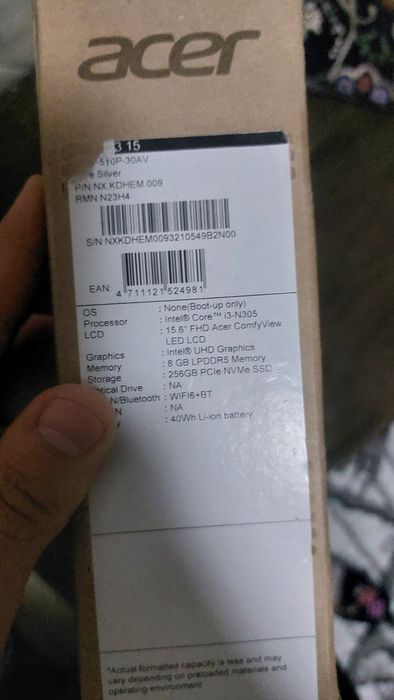 acer
3 15
510P-30AV
e Silver
P/N:NX.KDHEM.009
RMN:N23H4
S/N:NXKDHEM0093210549B2N00
EAN:
4 711121 524981
OS : None(Boot-up only)
Processor : Intel® Core™ i3-N305
LCD : 15.6" FHD Acer ComfyView
LED LCD
Graphics : Intel® UHD Graphics
Memory : 8 GB LPDDR5 Memory
Storage : 256GB PCIe NVMe SSD
tical Drive : NA
N/Bluetooth : WIFI6+BT
N : NA
y : 40Wh Li-ion battery
*Actual formatted capacity is less and may
vary depending on preloaded materials and
operating environment